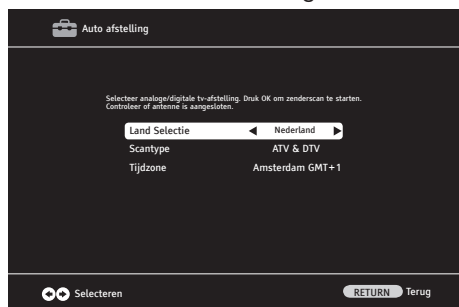 Auto afstelling
Selecteer analoge/digitale tv-afstelling. Druk OK om zenderscan te starten.
Controleer of antenne is aangesloten.
Land Selectie Nederland
Scantype ATV & DTV
Tijdzone Amsterdam GMT+1
Selecteren RETURN Terug